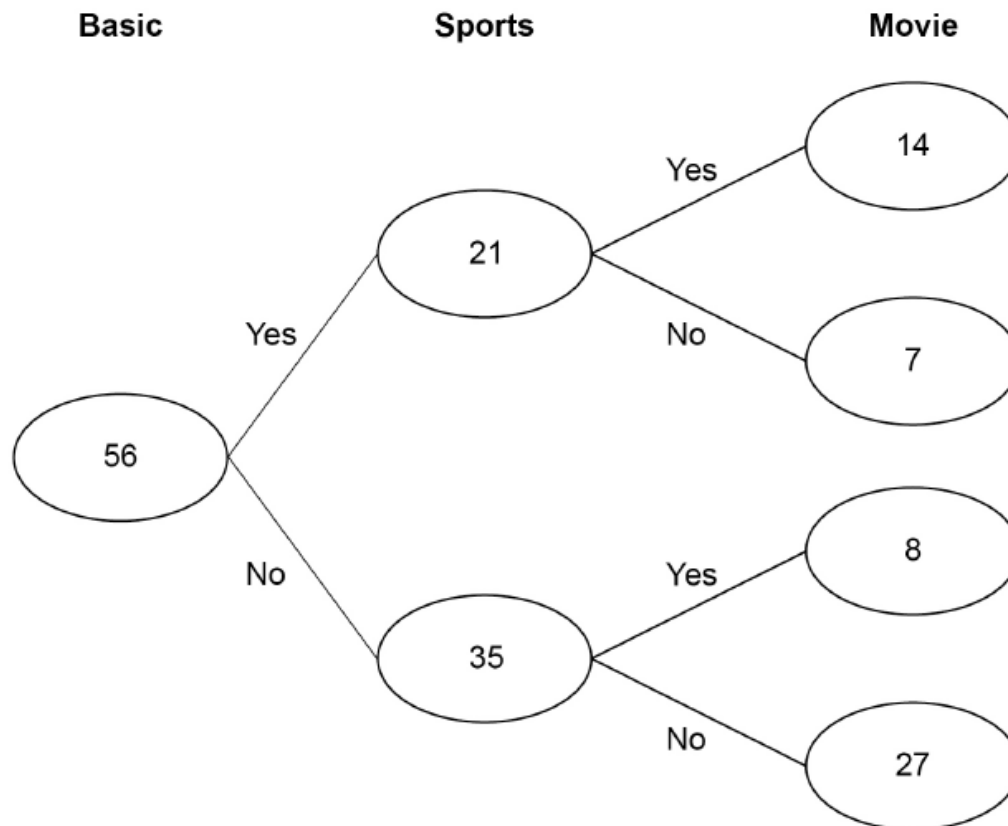 Basic Sports Movie
14
Yes
21
No
7
Yes
56
No
8
Yes
35
No
27